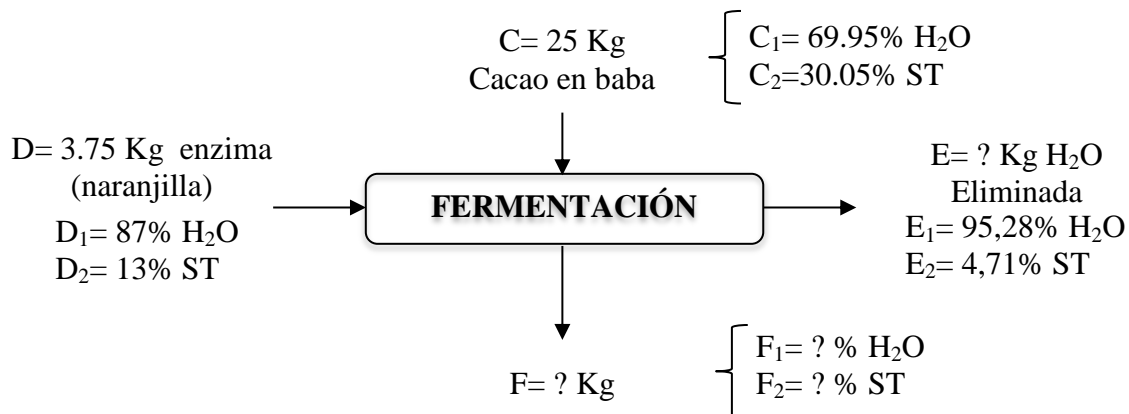 C= 25 Kg
Cacao en baba
C₁= 69.95% H₂O
C₂=30.05% ST
D= 3.75 Kg  enzima
(naranjilla)
D₁= 87% H₂O
D₂= 13% ST
FERMENTACIÓN
E= ? Kg H₂O
Eliminada
E₁= 95,28% H₂O
E₂= 4,71% ST
F= ? Kg
F₁= ? % H₂O
F₂= ? % ST